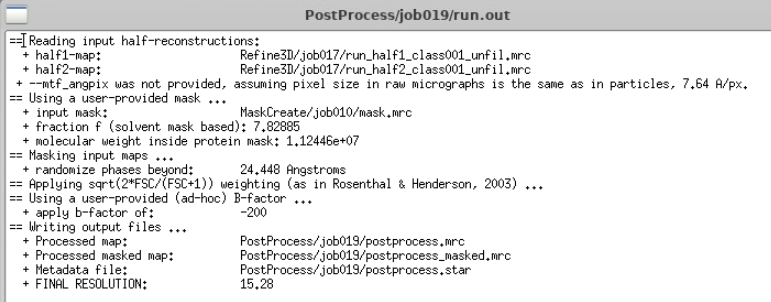 PostProcess/job019/run.out
== Reading input half-reconstructions:
+ half1-map: Refine3D/job017/run_half1_class001_unfil.mrc
+ half2-map: Refine3D/job017/run_half2_class001_unfil.mrc
+ --mtf_angpix was not provided, assuming pixel size in raw micrographs is the same as in particles, 7.64 A/px.
== Using a user-provided mask ...
+ input mask: MaskCreate/job010/mask.mrc
+ fraction f (solvent mask based): 7.82885
+ molecular weight inside protein mask: 1.12446e+07
== Masking input maps ...
+ randomize phases beyond: 24.448 Angstroms
== Applying sqrt(2*FSC/(FSC+1)) weighting (as in Rosenthal & Henderson, 2003) ...
== Using a user-provided (ad-hoc) B-factor ...
+ apply b-factor of: -200
== Writing output files ...
+ Processed map: PostProcess/job019/postprocess.mrc
+ Processed masked map: PostProcess/job019/postprocess_masked.mrc
+ Metadata file: PostProcess/job019/postprocess.star
+ FINAL RESOLUTION: 15.28